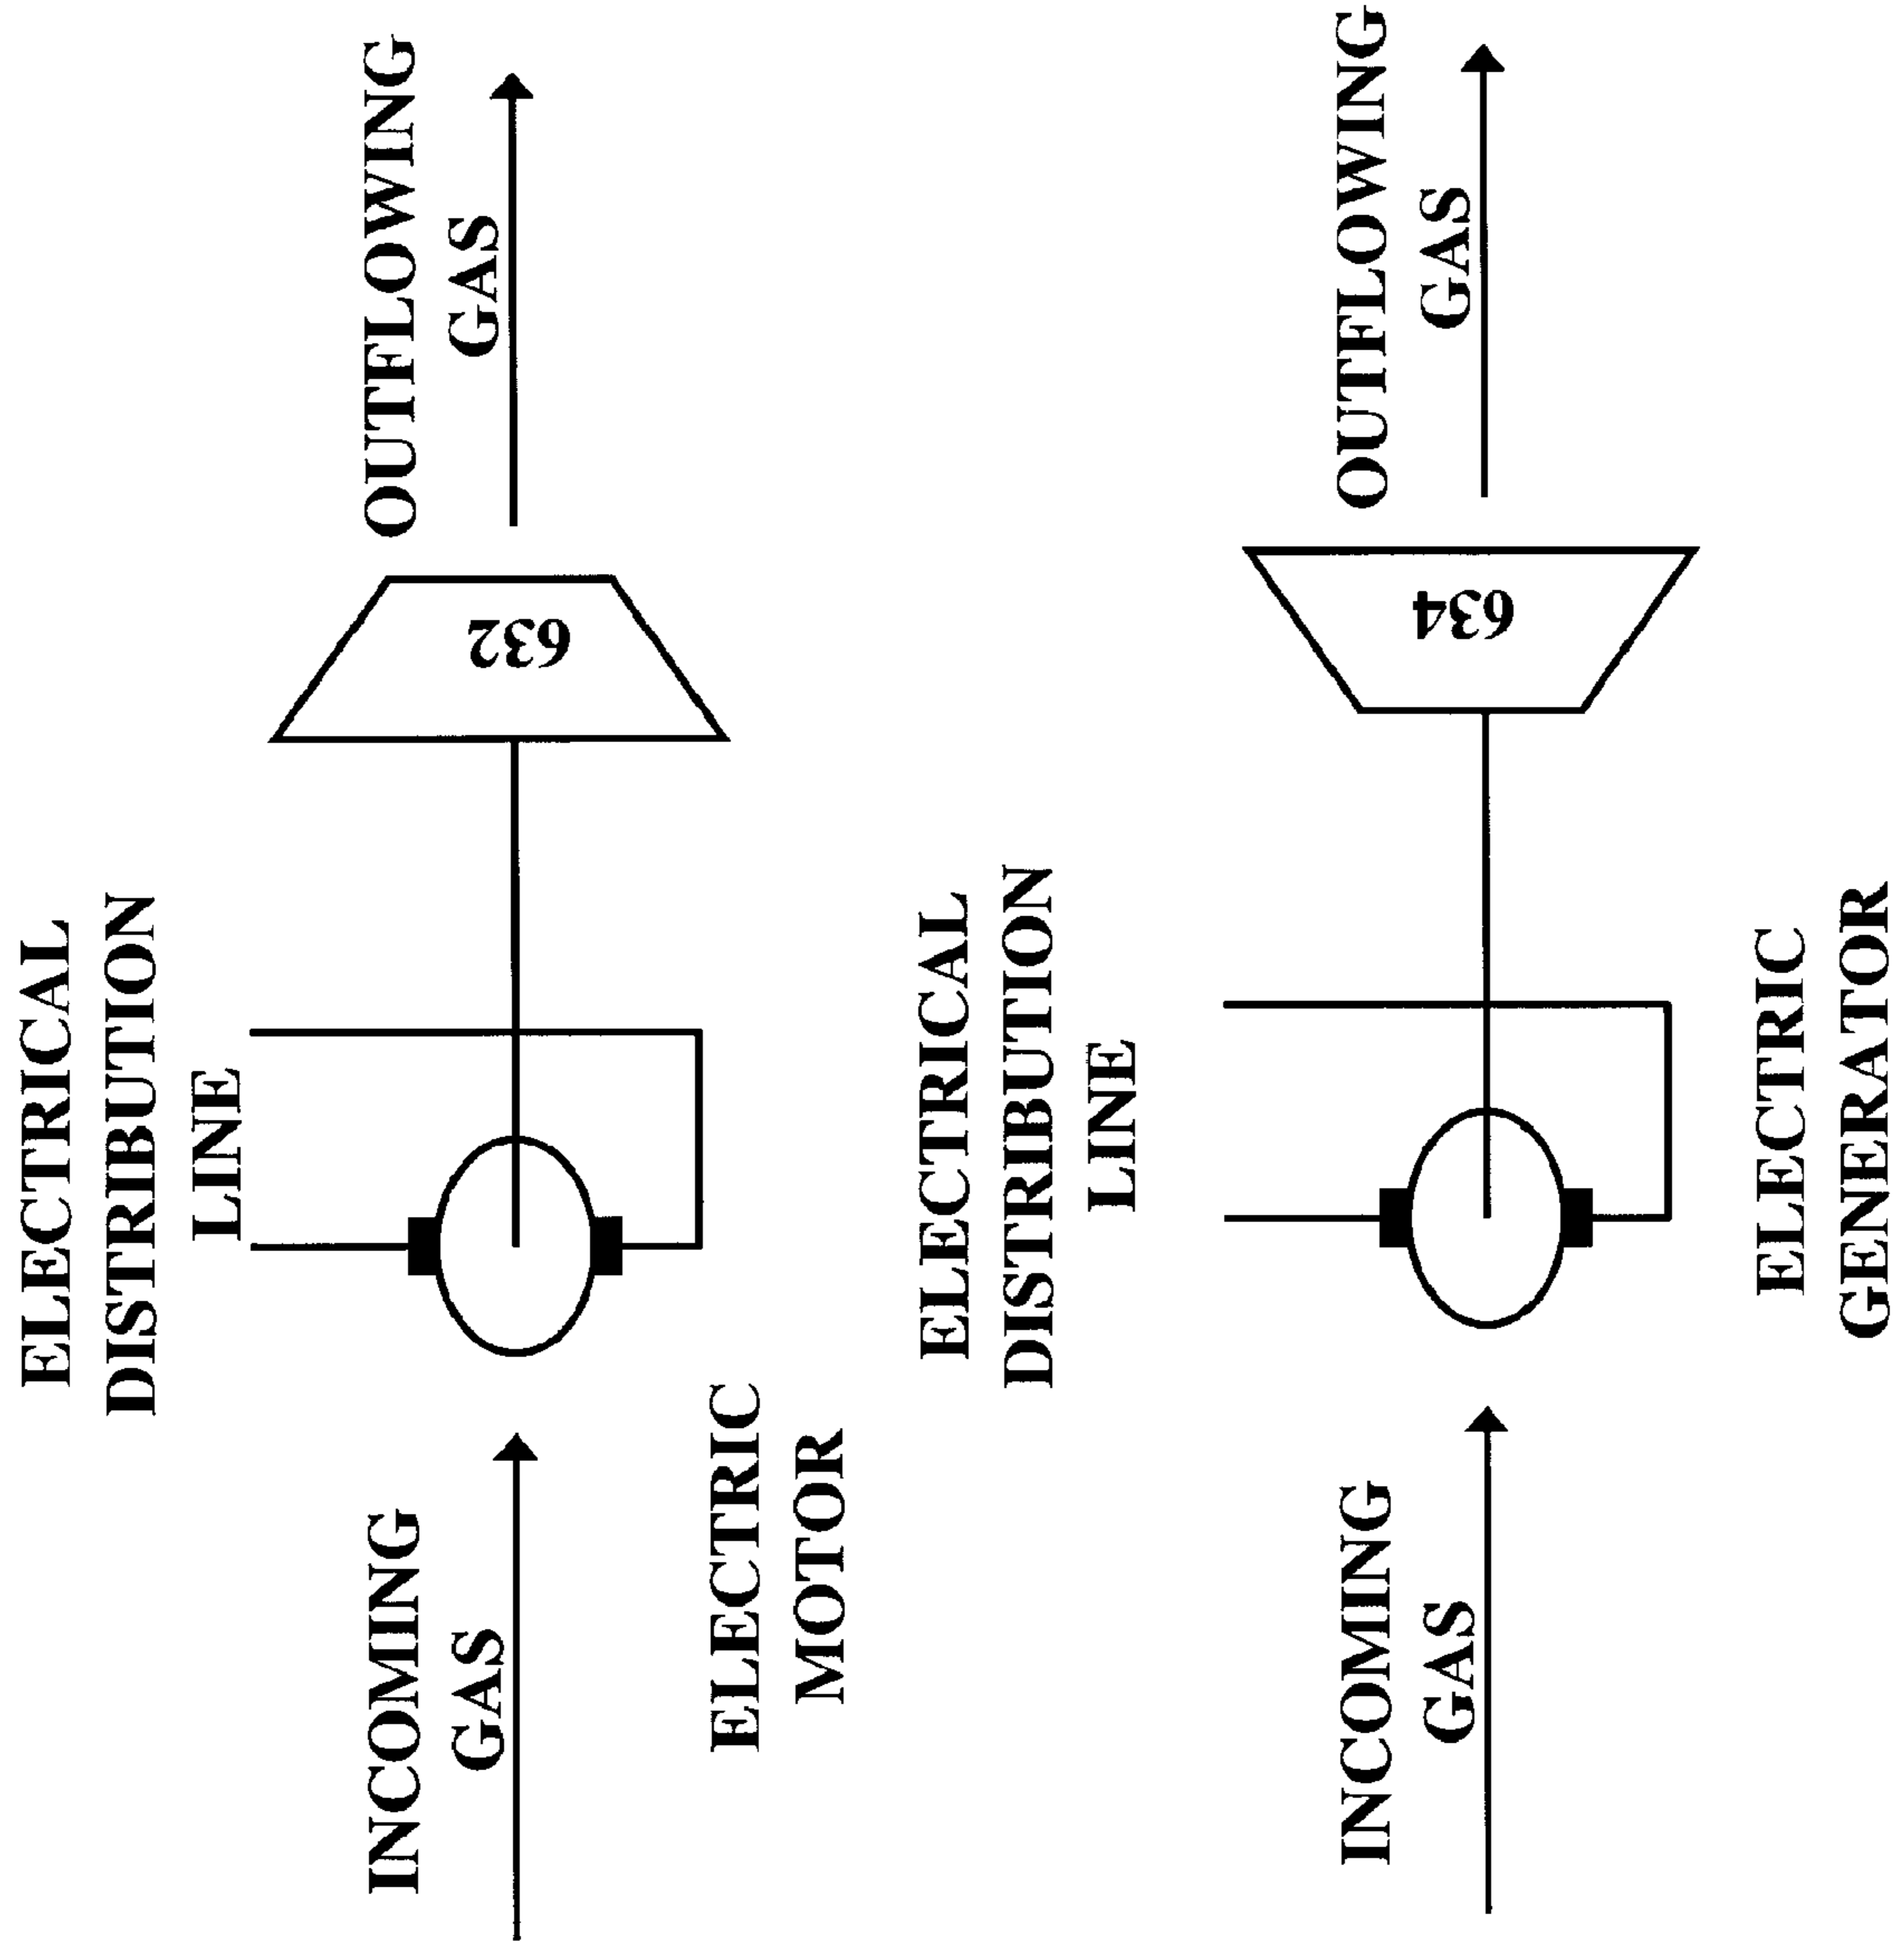 ELECTRICAL
DISTRIBUTION
LINE
INCOMING
GAS
OUTFLOWING
GAS
632
ELECTRIC
MOTOR
ELECTRICAL
DISTRIBUTION
LINE
INCOMING
GAS
OUTFLOWING
GAS
634
ELECTRIC
GENERATOR